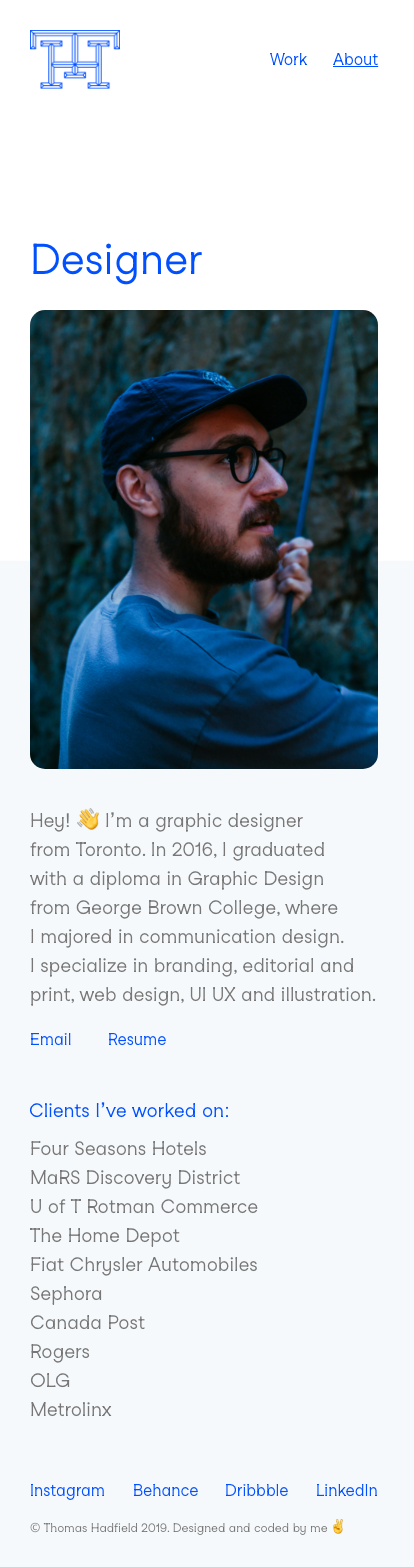 TH
Work About
Designer
Hey! 👋 I'm a graphic designer
from Toronto. In 2016, I graduated
with a diploma in Graphic Design
from George Brown College, where
I majored in communication design.
I specialize in branding, editorial and
print, web design, UI UX and illustration.
Email Resume
Clients I've worked on:
Four Seasons Hotels
MaRS Discovery District
U of T Rotman Commerce
The Home Depot
Fiat Chrysler Automobiles
Sephora
Canada Post
Rogers
OLG
Metrolinx
Instagram Behance Dribbble LinkedIn
© Thomas Hadfield 2019. Designed and coded by me ✌️